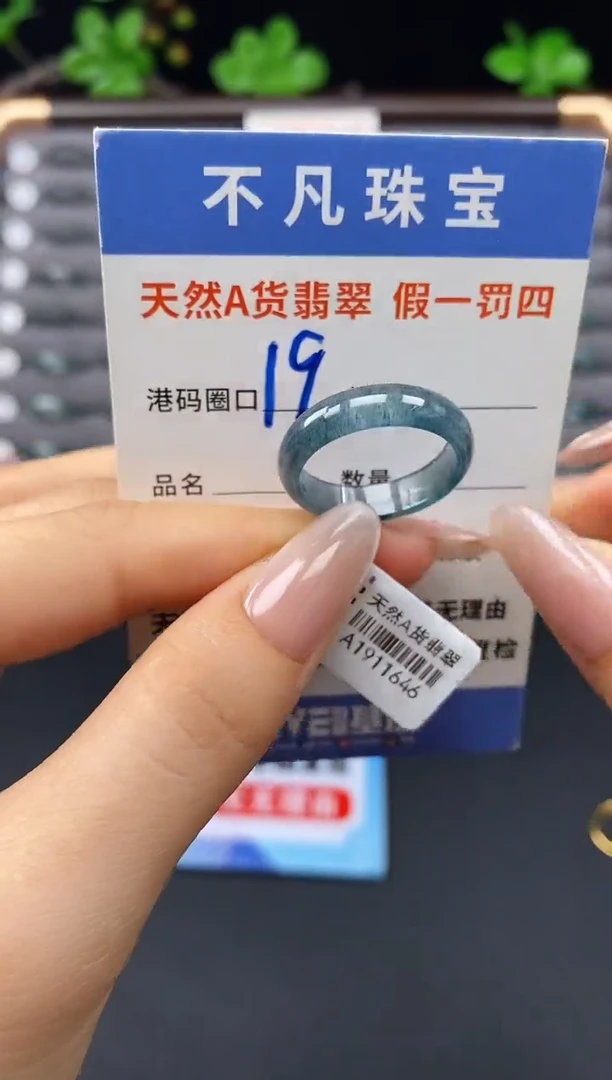 不凡珠宝
天然A货翡翠 假一罚四
港码圈口 19
品名 数量
无理由
检
天然A货翡翠
A1911646